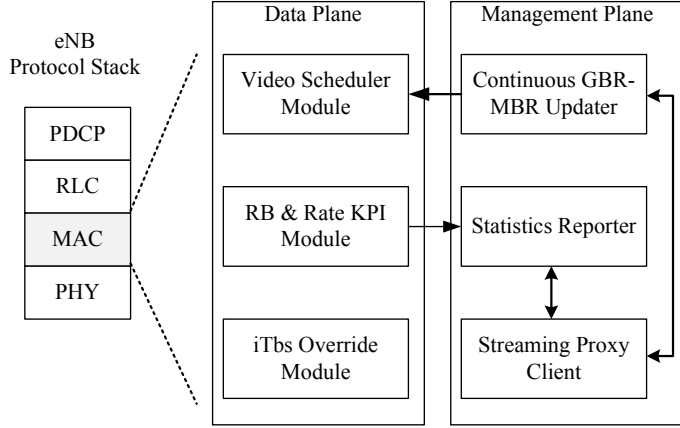 eNB
Protocol Stack
PDCP
RLC
MAC
PHY
Data Plane
Video Scheduler
Module
RB & Rate KPI
Module
iTbs Override
Module
Management Plane
Continuous GBR-
MBR Updater
Statistics Reporter
Streaming Proxy
Client